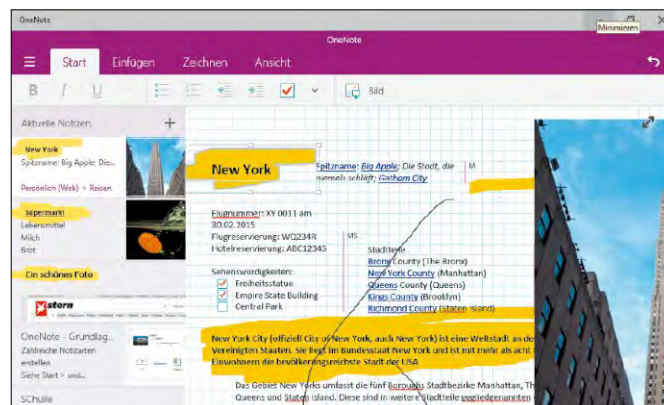 OneNote
Minimieren
OneNote
Start Einfügen Zeichnen Ansicht
B I U Bild
Aktuelle Notizen +
New York
Spitzname: Big Apple; Die...
Persönlich (Web) > Reisen
Supermarkt
Lebensmittel
Milch
Brot
Ein schönes Foto
stern
OneNote - Grundlag...
Zahlreiche Notizarten
erstellen
Siehe Start > und...
SChulle
New York
Spitzname: Big Apple; Die Stadt, die
niemals schläft; Gotham City
M
Flugnummer: XY 0011 am
30.02.2015
Flugreservierung: WQ234R
Hotelreservierung: ABC12345
MS..
Stadtteile
Bronx County (The Bronx)
New York County (Manhattan)
Queens County (Queens)
Kings County (Brooklyn)
Richmond County (Staten Island)
Sehenswürdigkeiten:
Freiheitsstatue
Empire State Building
Central Park
New York City (offiziell City of New York, auch New York) ist eine Weltstadt an de
Vereinigten Staaten. Sie liegt im Bundesstaat New York und ist mit mehr als acht
Einwohnern die bevölkerungsreichste Stadt der USA
Das Gebiet New Yorks umfasst die fünf Boroughs Stadtbezirke Manhattan, Th
Queens und Staten Island. Diese sind in weitere Stadtteile